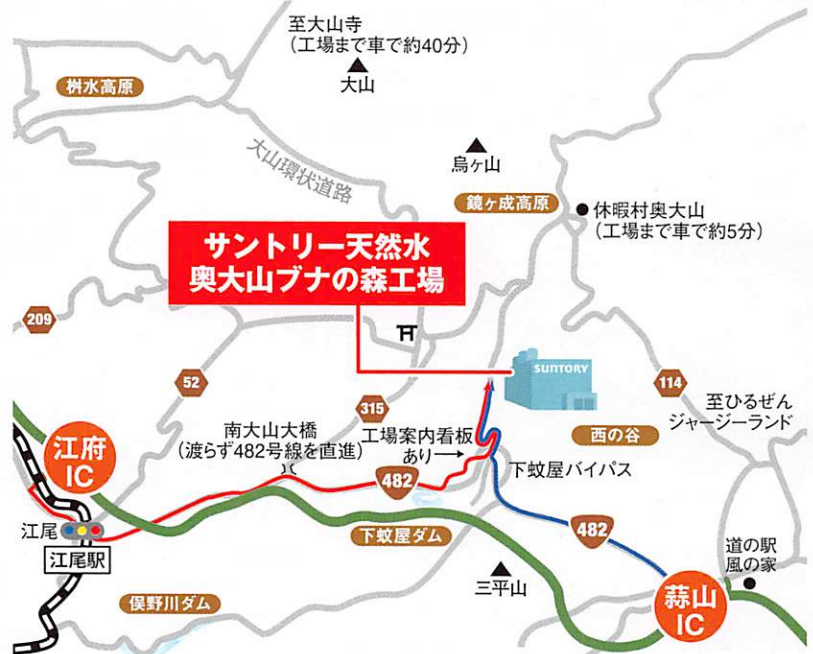 至大山寺
(工場まで車で約40分)
大山
桝水高原
大山環状道路
烏ヶ山
鏡ヶ成高原
休暇村奥大山
(工場まで車で約5分)
サントリー天然水
奥大山ブナの森工場
SUNTORY
209
52
315
114
至ひるぜん
ジャージーランド
西の谷
南大山大橋
(渡らず482号線を直進)
工場案内看板
あり→
下蚊屋バイパス
江府
IC
482
482
江尾
江尾駅
下蚊屋ダム
俣野川ダム
三平山
道の駅
風の家
蒜山
IC